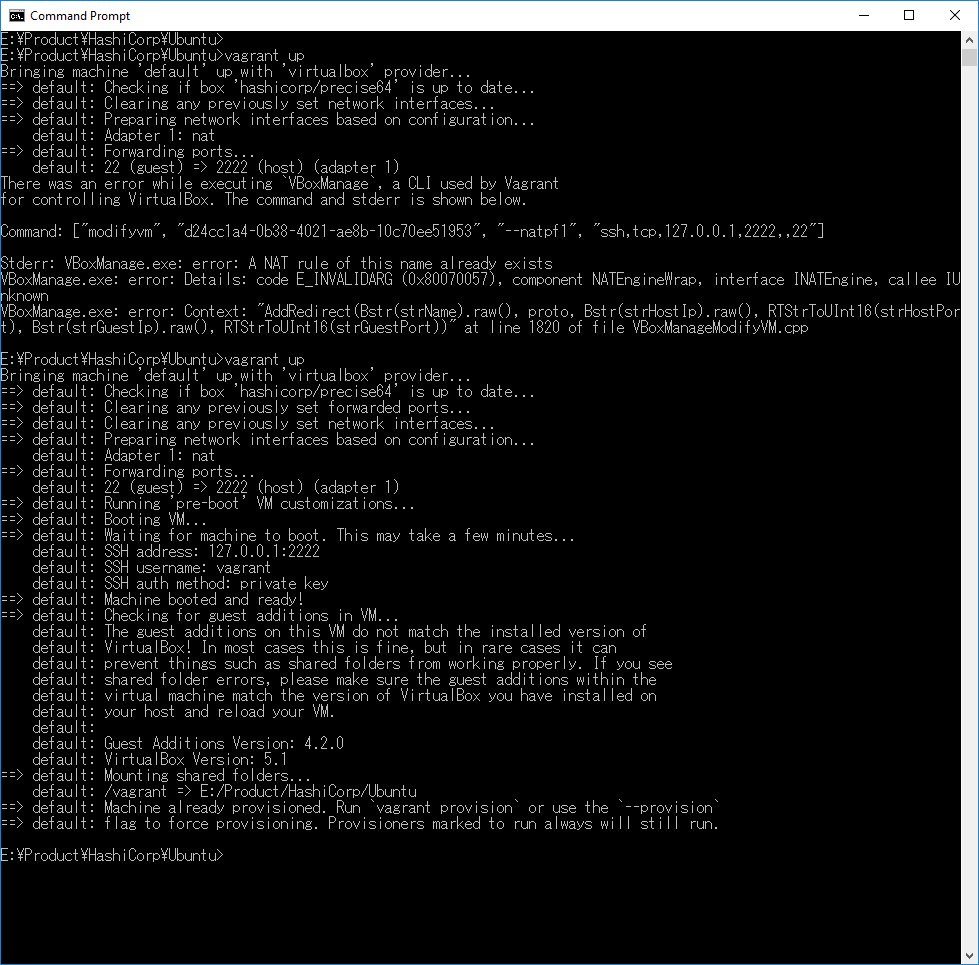 Command Prompt
E:¥Product¥HashiCorp¥Ubuntu>
E:¥Product¥HashiCorp¥Ubuntu>vagrant up
Bringing machine 'default' up with 'virtualbox' provider...
==> default: Checking if box 'hashicorp/precise64' is up to date...
==> default: Clearing any previously set network interfaces...
==> default: Preparing network interfaces based on configuration...
    default: Adapter 1: nat
==> default: Forwarding ports...
    default: 22 (guest) => 2222 (host) (adapter 1)
There was an error while executing `VBoxManage`, a CLI used by Vagrant
for controlling VirtualBox. The command and stderr is shown below.

Command: ["modifyvm", "d24cc1a4-0b38-4021-ae8b-10c70ee51953", "--natpf1", "ssh,tcp,127.0.0.1,2222,,22"]

Stderr: VBoxManage.exe: error: A NAT rule of this name already exists
VBoxManage.exe: error: Details: code E_INVALIDARG (0x80070057), component NATEngineWrap, interface INATEngine, callee IU
nknown
VBoxManage.exe: error: Context: "AddRedirect(Bstr(strName).raw(), proto, Bstr(strHostIp).raw(), RTStrToUInt16(strHostPor
t), Bstr(strGuestIp).raw(), RTStrToUInt16(strGuestPort))" at line 1820 of file VBoxManageModifyVM.cpp

E:¥Product¥HashiCorp¥Ubuntu>vagrant up
Bringing machine 'default' up with 'virtualbox' provider...
==> default: Checking if box 'hashicorp/precise64' is up to date...
==> default: Clearing any previously set forwarded ports...
==> default: Clearing any previously set network interfaces...
==> default: Preparing network interfaces based on configuration...
    default: Adapter 1: nat
==> default: Forwarding ports...
    default: 22 (guest) => 2222 (host) (adapter 1)
==> default: Running 'pre-boot' VM customizations...
==> default: Booting VM...
==> default: Waiting for machine to boot. This may take a few minutes...
    default: SSH address: 127.0.0.1:2222
    default: SSH username: vagrant
    default: SSH auth method: private key
==> default: Machine booted and ready!
==> default: Checking for guest additions in VM...
    default: The guest additions on this VM do not match the installed version of
    default: VirtualBox! In most cases this is fine, but in rare cases it can
    default: prevent things such as shared folders from working properly. If you see
    default: shared folder errors, please make sure the guest additions within the
    default: virtual machine match the version of VirtualBox you have installed on
    default: your host and reload your VM.
    default:
    default: Guest Additions Version: 4.2.0
    default: VirtualBox Version: 5.1
==> default: Mounting shared folders...
    default: /vagrant => E:/Product/HashiCorp/Ubuntu
==> default: Machine already provisioned. Run `vagrant provision` or use the `--provision`
==> default: flag to force provisioning. Provisioners marked to run always will still run.

E:¥Product¥HashiCorp¥Ubuntu>